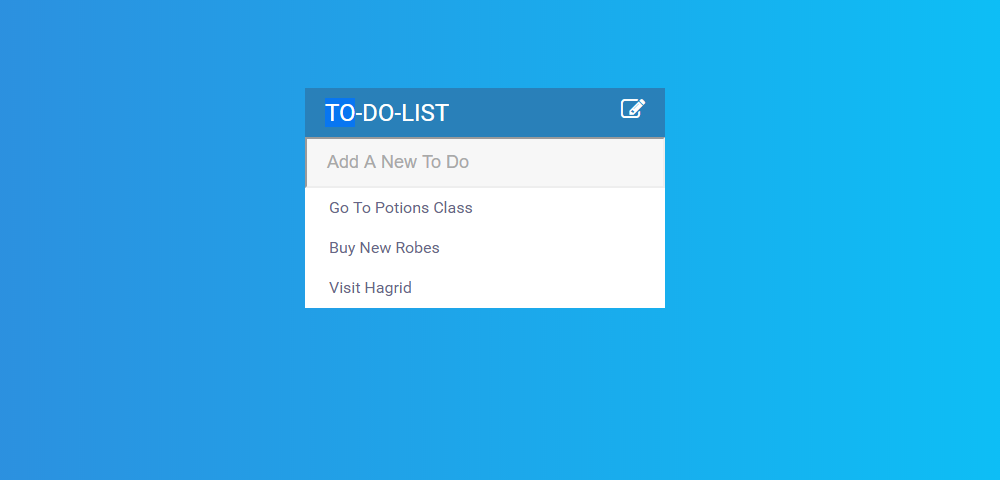 TO-DO-LIST
Add A New To Do
Go To Potions Class
Buy New Robes
Visit Hagrid